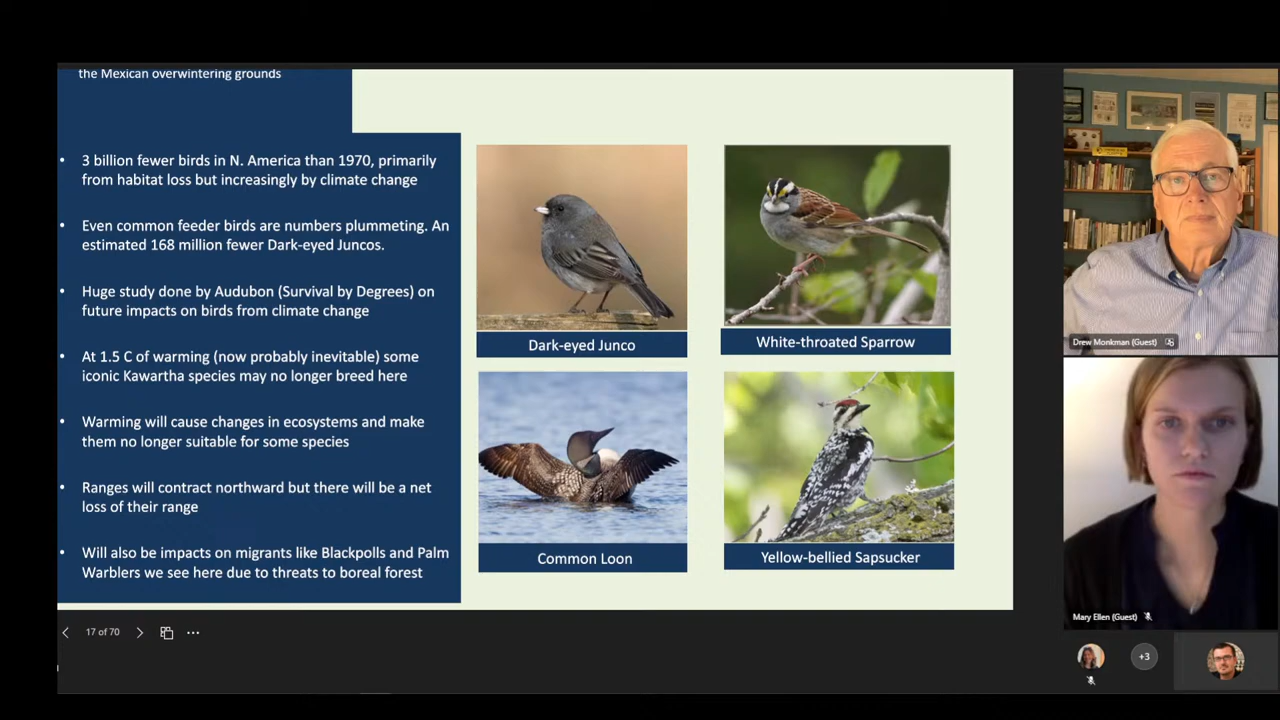 the Mexican overwintering grounds
• 3 billion fewer birds in N. America than 1970, primarily
from habitat loss but increasingly by climate change
• Even common feeder birds are numbers plummeting. An
estimated 168 million fewer Dark-eyed Juncos.
• Huge study done by Audubon (Survival by Degrees) on
future impacts on birds from climate change
• At 1.5 C of warming (now probably inevitable) some
iconic Kawartha species may no longer breed here
• Warming will cause changes in ecosystems and make
them no longer suitable for some species
• Ranges will contract northward but there will be a net
loss of their range
• Will also be impacts on migrants like Blackpolls and Palm
Warblers we see here due to threats to boreal forest
Dark-eyed Junco
White-throated Sparrow
Common Loon
Yellow-bellied Sapsucker
17 of 70
Drew Monkman (Guest)
Mary Ellen (Guest)
+3